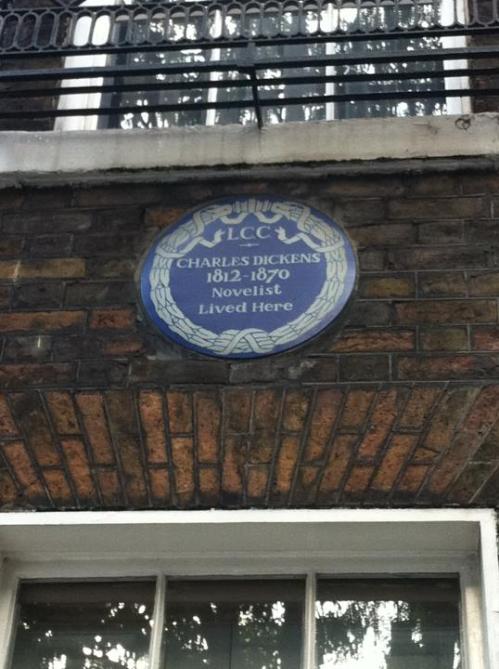 LCC
CHARLES DICKENS
1812-1870
Novelist
Lived Here